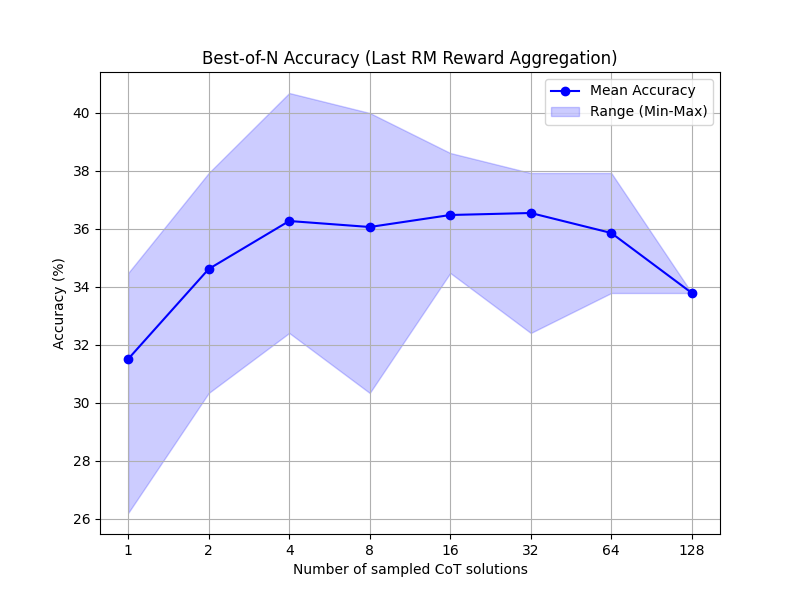 Best-of-N Accuracy (Last RM Reward Aggregation)
Mean Accuracy
Range (Min-Max)
Accuracy (%)
40
38
36
34
32
30
28
26
1 2 4 8 16 32 64 128
Number of sampled CoT solutions